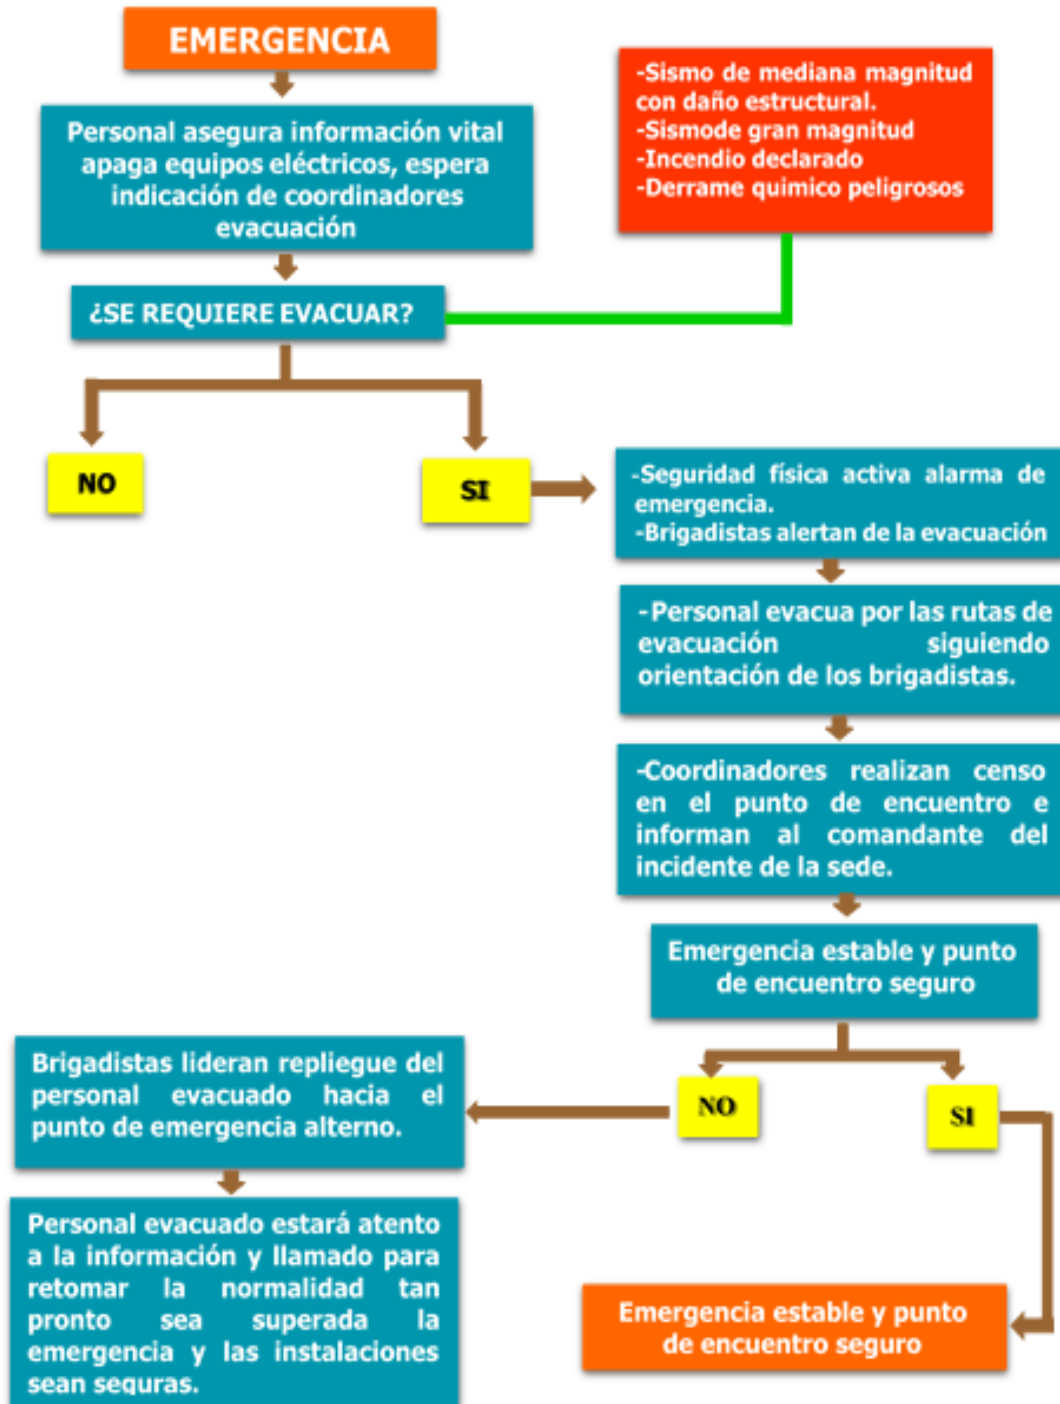 EMERGENCIA
-Sismo de mediana magnitud
con daño estructural.
-Sismode gran magnitud
-Incendio declarado
-Derrame quimico peligrosos
Personal asegura información vital
apaga equipos eléctricos, espera
indicación de coordinadores
evacuación
¿SE REQUIERE EVACUAR?
NO
SI
-Seguridad física activa alarma de
emergencia.
-Brigadistas alertan de la evacuación
-Personal evacua por las rutas de
evacuación siguiendo
orientación de los brigadistas.
-Coordinadores realizan censo
en el punto de encuentro e
informan al comandante del
incidente de la sede.
Emergencia estable y punto
de encuentro seguro
NO
SI
Brigadistas lideran repliegue del
personal evacuado hacia el
punto de emergencia alterno.
Personal evacuado estará atento
a la información y llamado para
retomar la normalidad tan
pronto sea superada la
emergencia y las instalaciones
sean seguras.
Emergencia estable y punto
de encuentro seguro